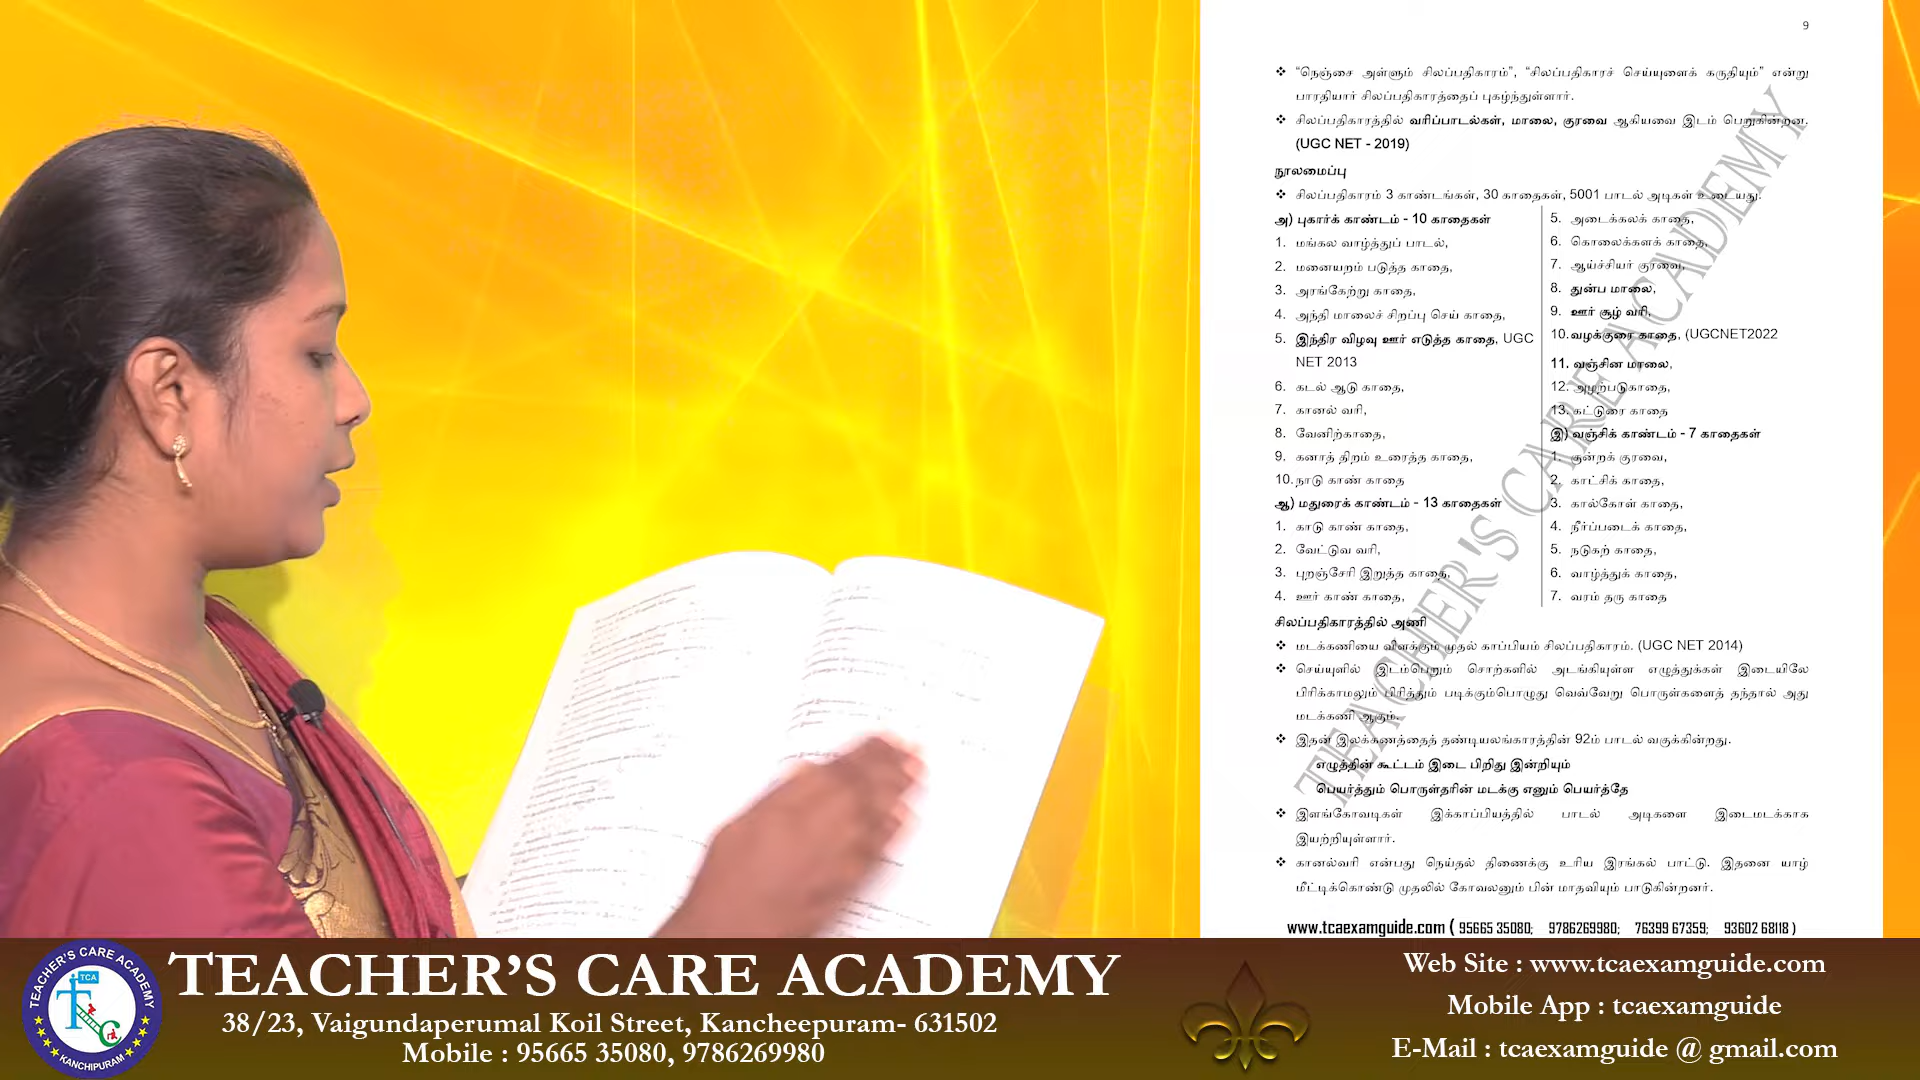 9
❖ “நெஞ்சை அள்ளும் சிலப்பதிகாரம்”, “சிலப்பதிகாரச் செய்யுளைக் கருதியும்” என்று
பாரதியார் சிலப்பதிகாரத்தைப் புகழ்ந்துள்ளார்.
❖ சிலப்பதிகாரத்தில் வரிப்பாடல்கள், மாலை, குரவை ஆகியவை இடம் பெறுகின்றன.
(UGC NET - 2019)
நூலமைப்பு
❖ சிலப்பதிகாரம் 3 காண்டங்கள், 30 காதைகள், 5001 பாடல் அடிகள் உடையது.
அ) புகார்க் காண்டம் - 10 காதைகள்
1. மங்கல வாழ்த்துப் பாடல்,
2. மனையறம் படுத்த காதை,
3. அரங்கேற்று காதை,
4. அந்தி மாலைச் சிறப்பு செய் காதை,
5. இந்திர விழவு ஊர் எடுத்த காதை, UGC
NET 2013
6. கடல் ஆடு காதை,
7. கானல் வரி,
8. வேனிற்காதை,
9. கனாத் திறம் உரைத்த காதை,
10. நாடு காண் காதை
ஆ) மதுரைக் காண்டம் - 13 காதைகள்
1. காடு காண் காதை,
2. வேட்டுவ வரி,
3. புறஞ்சேரி இறுத்த காதை,
4. ஊர் காண் காதை,
5. அடைக்கலக் காதை,
6. கொலைக்களக் காதை,
7. ஆய்ச்சியர் குரவை,
8. துன்ப மாலை,
9. ஊர் சூழ் வரி,
10. வழக்குரை காதை, (UGCNET2022
11. வஞ்சின மாலை,
12. அழற்படுகாதை,
13. கட்டுரை காதை
இ) வஞ்சிக் காண்டம் - 7 காதைகள்
1. குன்றக் குரவை,
2. காட்சிக் காதை,
3. கால்கோள் காதை,
4. நீர்ப்படைக் காதை,
5. நடுகற் காதை,
6. வாழ்த்துக் காதை,
7. வரம் தரு காதை
சிலப்பதிகாரத்தில் அணி
❖ மடக்கணியை விளக்கும் முதல் காப்பியம் சிலப்பதிகாரம். (UGC NET 2014)
❖ செய்யுளில் இடம்பெறும் சொற்களில் அடங்கியுள்ள எழுத்துக்கள் இடையிலே
பிரிக்காமலும் பிரித்தும் படிக்கும்பொழுது வெவ்வேறு பொருள்களைத் தந்தால் அது
மடக்கணி ஆகும்.
❖ இதன் இலக்கணத்தைத் தண்டியலங்காரத்தின் 92ம் பாடல் வகுக்கின்றது.
எழுத்தின் கூட்டம் இடை பிறிது இன்றியும்
பெயர்த்தும் பொருள்தரின் மடக்கு எனும் பெயர்த்தே
❖ இளங்கோவடிகள் இக்காப்பியத்தில் பாடல் அடிகளை இடைமடக்காக
இயற்றியுள்ளார்.
❖ கானல்வரி என்பது நெய்தல் திணைக்கு உரிய இரங்கல் பாட்டு. இதனை யாழ்
மீட்டிக்கொண்டு முதலில் கோவலனும் பின் மாதவியும் பாடுகின்றனர்.
TEACHER'S CARE ACADEMY
www.tcaexamguide.com ( 95665 35080; 9786269980; 76399 67359; 93602 68118 )
TEACHER'S CARE ACADEMY
TCA
KANCHIPURAM
TEACHER’S CARE ACADEMY
38/23, Vaigundaperumal Koil Street, Kancheepuram- 631502
Mobile : 95665 35080, 9786269980
Web Site : www.tcaexamguide.com
Mobile App : tcaexamguide
E-Mail : tcaexamguide @ gmail.com